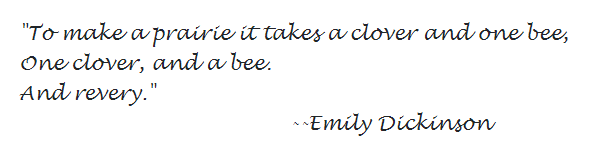 "To make a prairie it takes a clover and one bee,
One clover, and a bee.
And revery."
~~Emily Dickinson